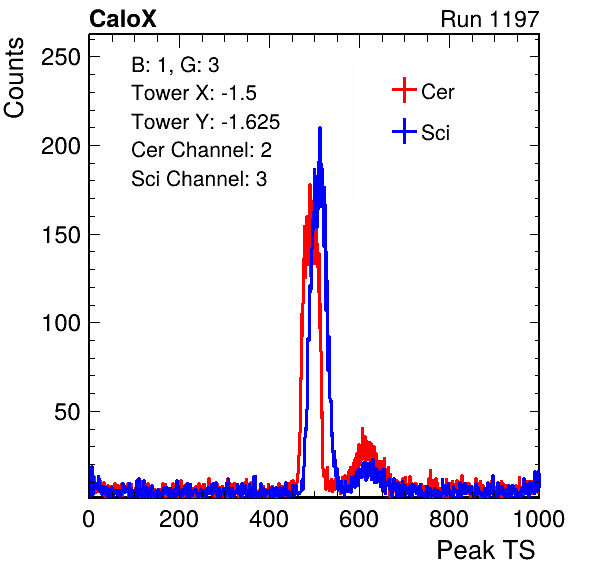 CaloX Run 1197
Counts
B: 1, G: 3
Tower X: -1.5
Tower Y: -1.625
Cer Channel: 2
Sci Channel: 3
Cer
Sci
250
200
150
100
50
0 200 400 600 800 1000
Peak TS